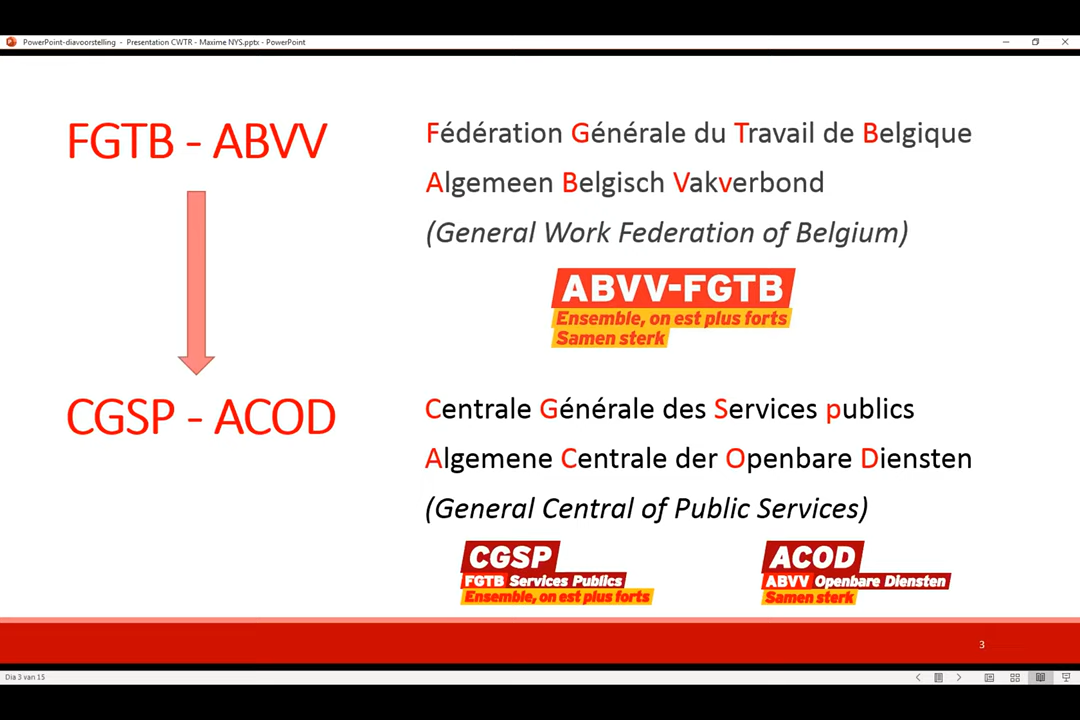 PowerPoint-diavoorstelling - Presentation CWTR - Maxime NYS.pptx - PowerPoint
FGTB - ABVV
Fédération Générale du Travail de Belgique
Algemeen Belgisch Vakverbond
(General Work Federation of Belgium)
ABVV-FGTB
Ensemble, on est plus forts
Samen sterk
CGSP - ACOD
Centrale Générale des Services publics
Algemene Centrale der Openbare Diensten
(General Central of Public Services)
CGSP
FGTB Services Publics
Ensemble, on est plus forts
ACOD
ABVV Openbare Diensten
Samen sterk
3
Dia 3 van 15